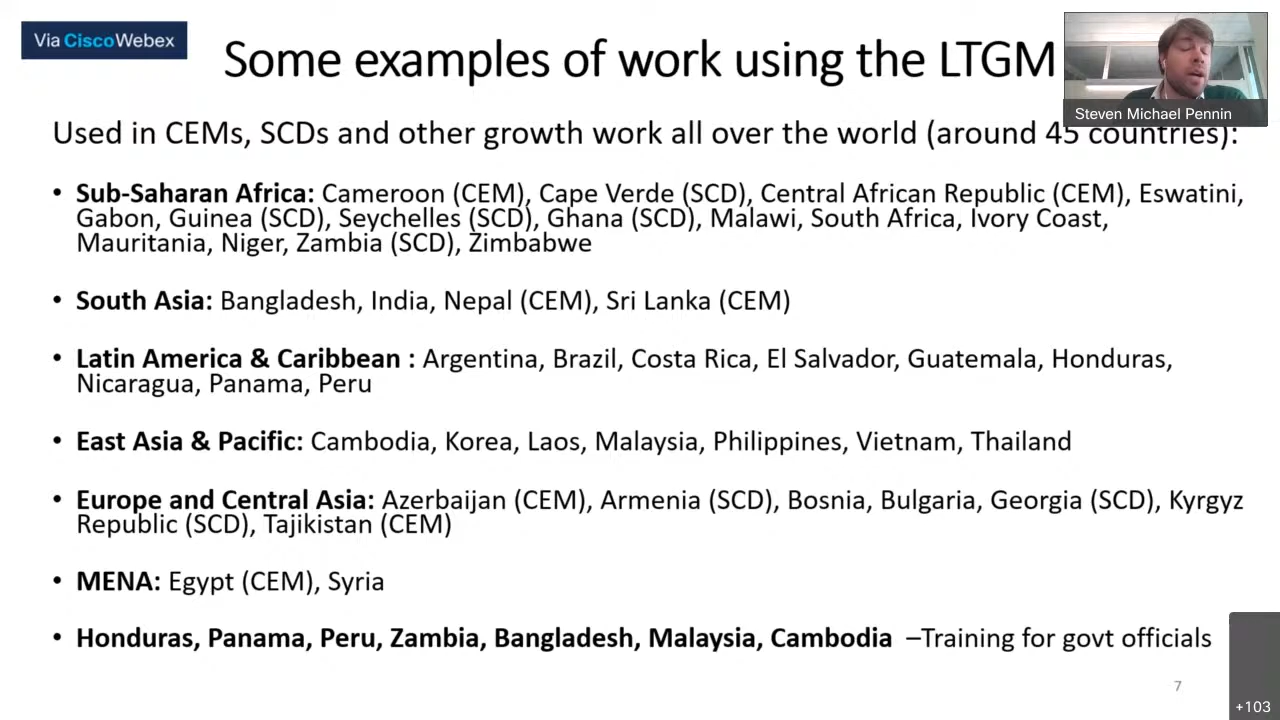 Via Cisco Webex
Some examples of work using the LTGM
Steven Michael Pennin
Used in CEMs, SCDs and other growth work all over the world (around 45 countries):
• Sub-Saharan Africa: Cameroon (CEM), Cape Verde (SCD), Central African Republic (CEM), Eswatini,
Gabon, Guinea (SCD), Seychelles (SCD), Ghana (SCD), Malawi, South Africa, Ivory Coast,
Mauritania, Niger, Zambia (SCD), Zimbabwe
• South Asia: Bangladesh, India, Nepal (CEM), Sri Lanka (CEM)
• Latin America & Caribbean : Argentina, Brazil, Costa Rica, El Salvador, Guatemala, Honduras,
Nicaragua, Panama, Peru
• East Asia & Pacific: Cambodia, Korea, Laos, Malaysia, Philippines, Vietnam, Thailand
• Europe and Central Asia: Azerbaijan (CEM), Armenia (SCD), Bosnia, Bulgaria, Georgia (SCD), Kyrgyz
Republic (SCD), Tajikistan (CEM)
• MENA: Egypt (CEM), Syria
• Honduras, Panama, Peru, Zambia, Bangladesh, Malaysia, Cambodia –Training for govt officials
7
+103